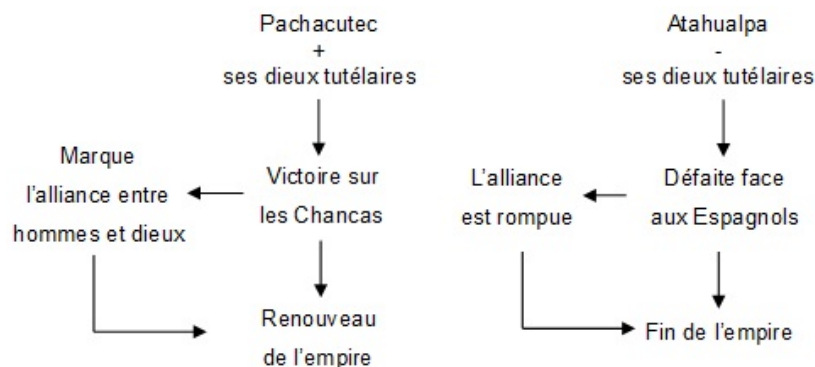 Pachacutec
+
ses dieux tutélaires
Marque
l'alliance entre
hommes et dieux
Victoire sur
les Chancas
Renouveau
de l'empire
Atahualpa
-
ses dieux tutélaires
L'alliance
est rompue
Défaite face
aux Espagnols
Fin de l'empire